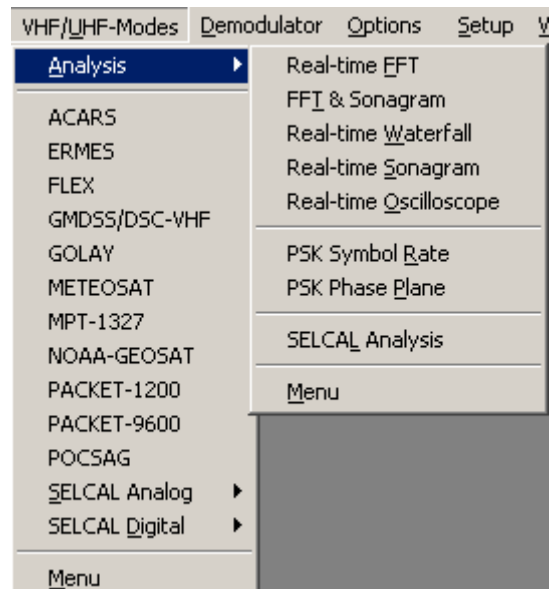 VHF/UHF-Modes Demodulator Options Setup
Analysis
ACARS
ERMES
FLEX
GMDSS/DSC-VHF
GOLAY
METEOSAT
MPT-1327
NOAA-GEOSAT
PACKET-1200
PACKET-9600
POCSAG
SELCAL Analog
SELCAL Digital
Menu
Real-time FFT
FFT & Sonagram
Real-time Waterfall
Real-time Sonagram
Real-time Oscilloscope
PSK Symbol Rate
PSK Phase Plane
SELCAL Analysis
Menu